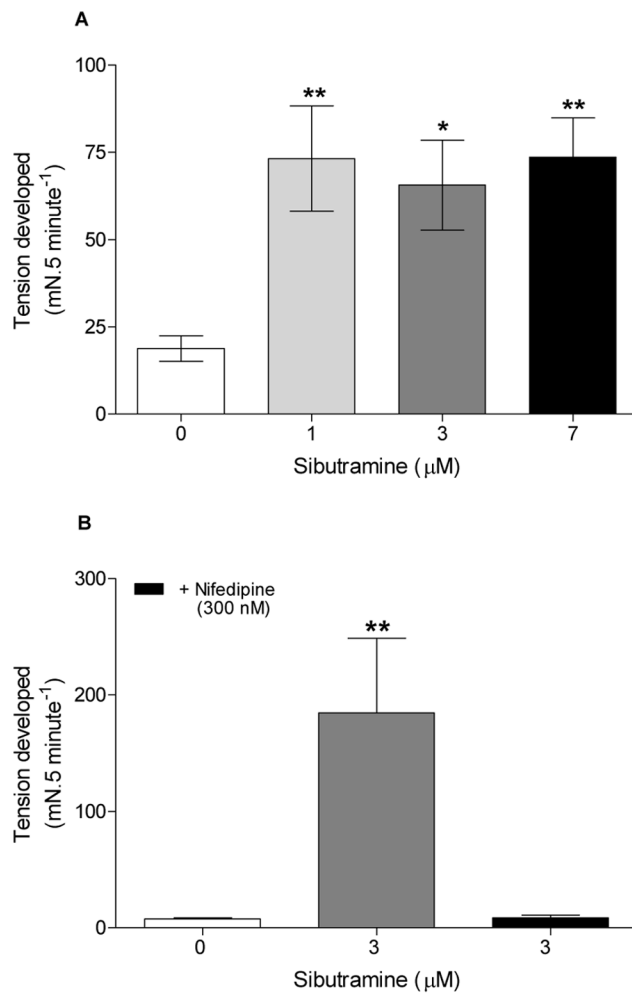 A
100
75
50
25
0
Tension developed
(mN.5 minute⁻¹)
**
*
**
0 1 3 7
Sibutramine (μM)
B
300
200
100
0
Tension developed
(mN.5 minute⁻¹)
+ Nifedipine
(300 nM)
**
0 3 3
Sibutramine (μM)